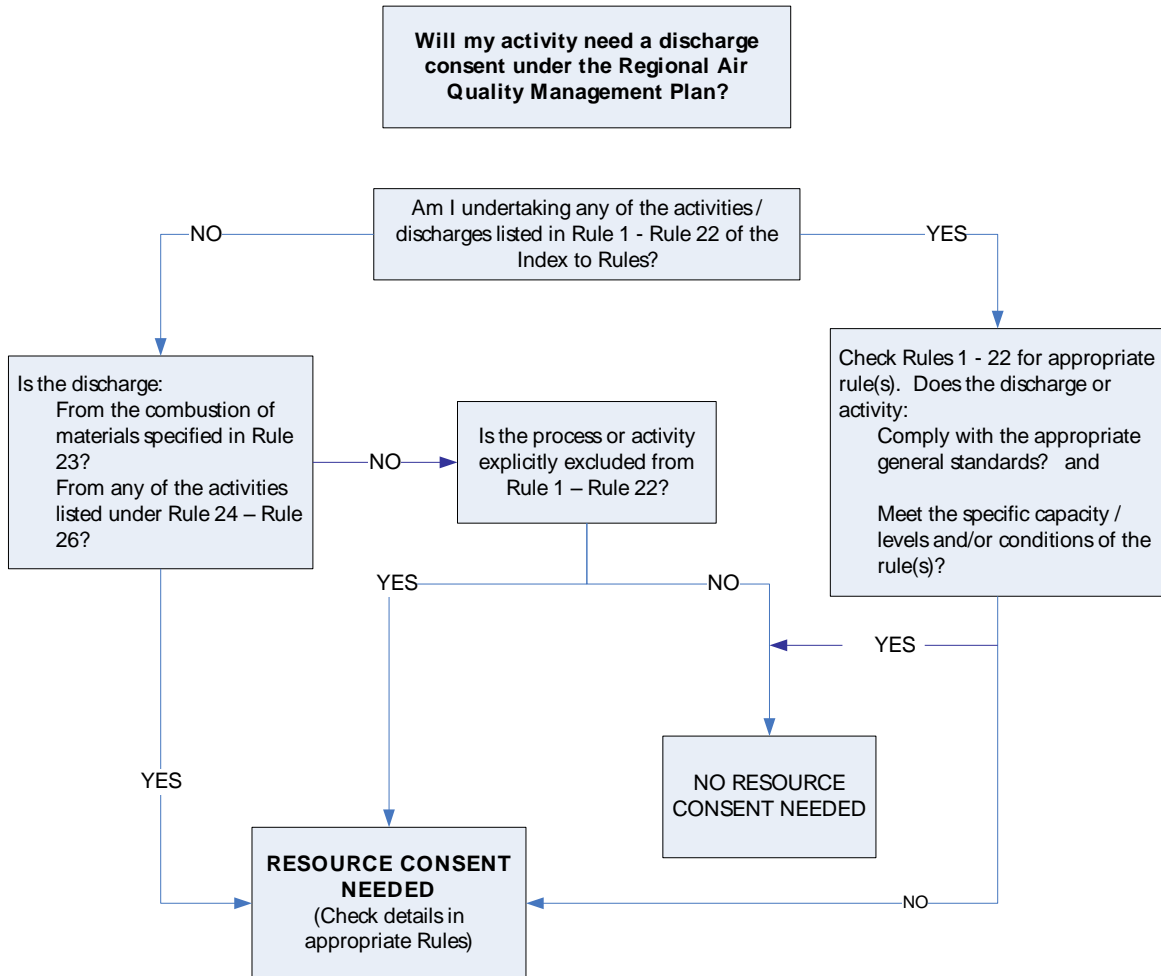 Will my activity need a discharge
consent under the Regional Air
Quality Management Plan?
Am I undertaking any of the activities /
discharges listed in Rule 1 - Rule 22 of the
Index to Rules?
NO
YES
Is the discharge:
From the combustion of
materials specified in Rule
23?
From any of the activities
listed under Rule 24 – Rule
26?
NO
Is the process or activity
explicitly excluded from
Rule 1 – Rule 22?
Check Rules 1 - 22 for appropriate
rule(s). Does the discharge or
activity:
Comply with the appropriate
general standards? and
Meet the specific capacity /
levels and/or conditions of the
rule(s)?
YES
NO
YES
YES
NO RESOURCE
CONSENT NEEDED
RESOURCE CONSENT
NEEDED
(Check details in
appropriate Rules)
NO